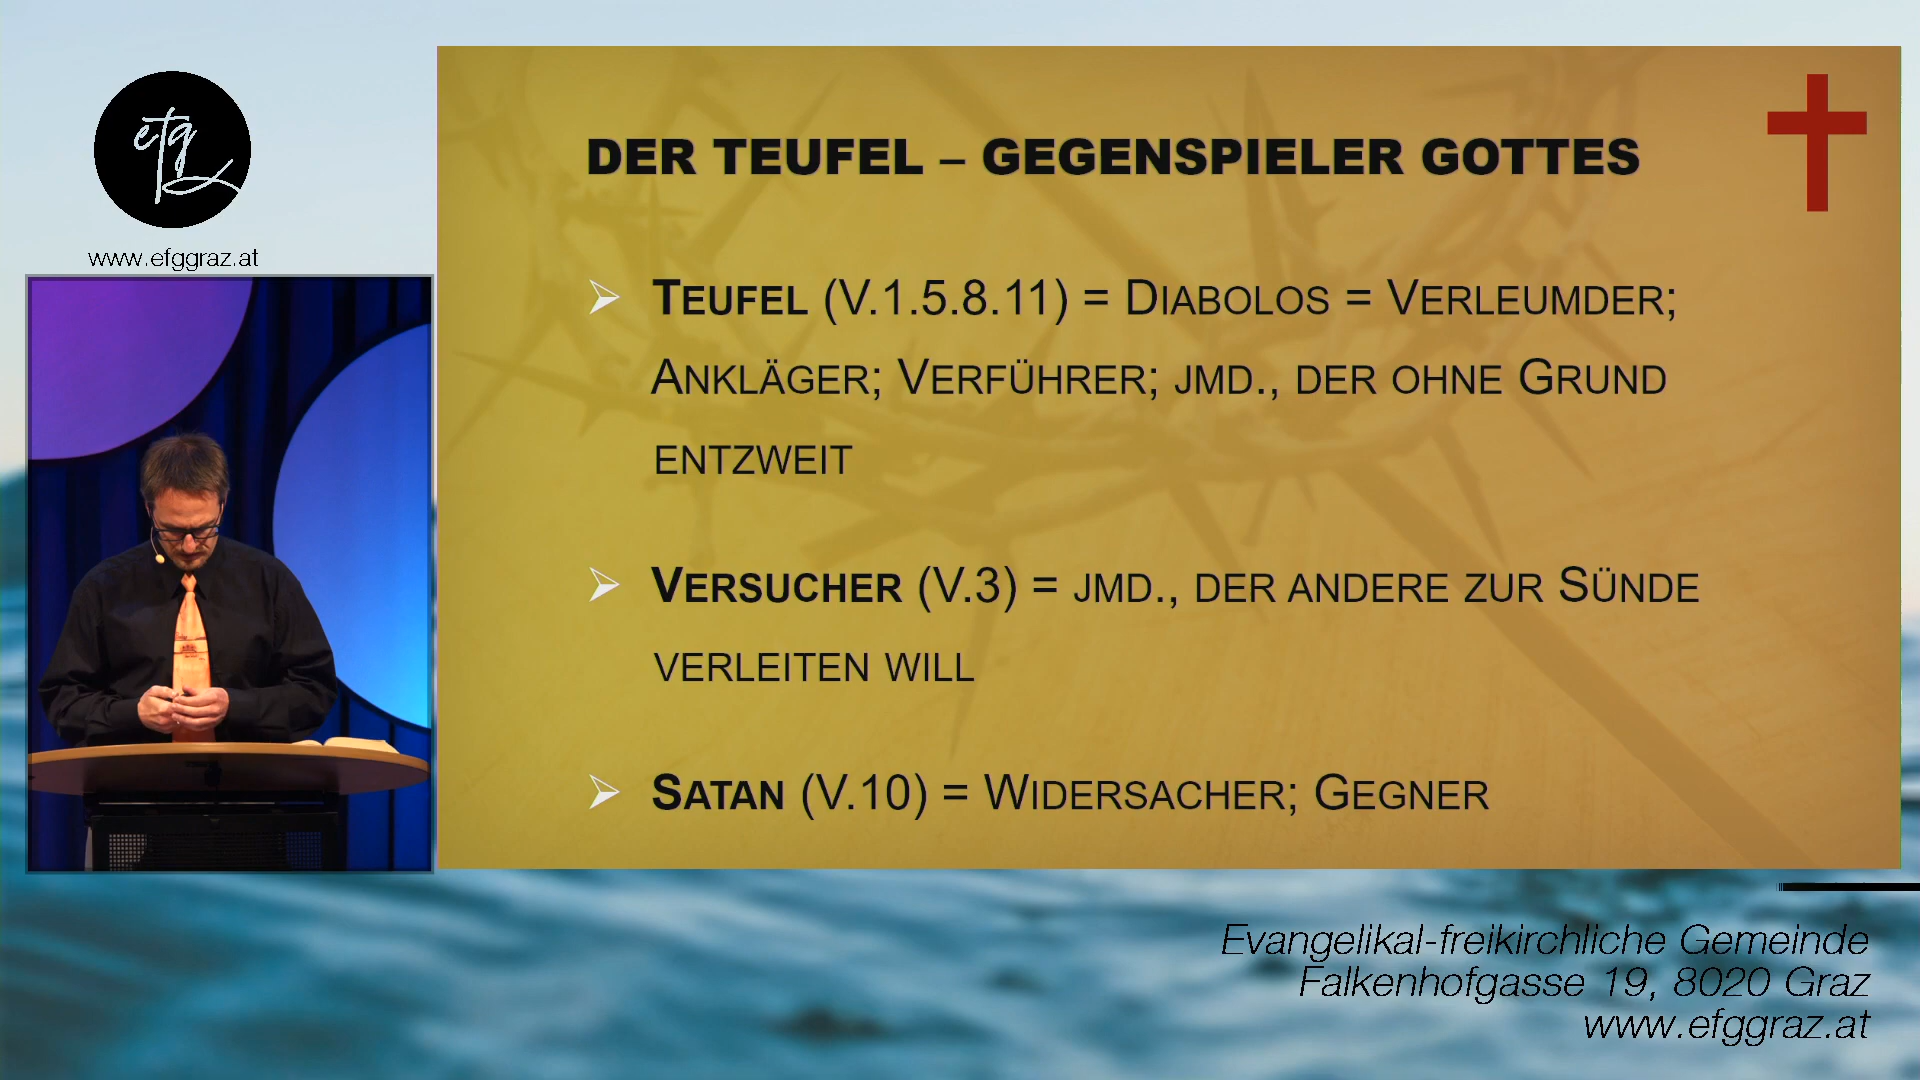 efg
www.efggraz.at
DER TEUFEL – GEGENSPIELER GOTTES
TEUFEL (V.1.5.8.11) = DIABOLOS = VERLEUMDER;
ANKLÄGER; VERFÜHRER; JMD., DER OHNE GRUND
ENTZWEIT
VERSUCHER (V.3) = JMD., DER ANDERE ZUR SÜNDE
VERLEITEN WILL
SATAN (V.10) = WIDERSACHER; GEGNER
Evangelikal-freikirchliche Gemeinde
Falkenhofgasse 19, 8020 Graz
www.efggraz.at